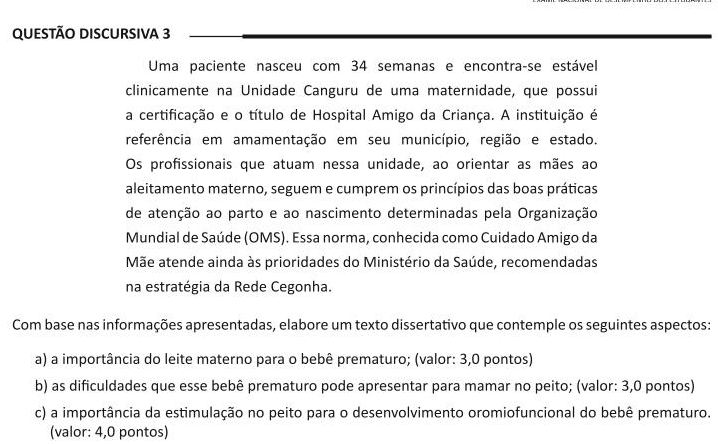 EXAME NACIONAL DE DESEMPENHO DOS ESTUDANTES
QUESTÃO DISCURSIVA 3
Uma paciente nasceu com 34 semanas e encontra-se estável
clinicamente na Unidade Canguru de uma maternidade, que possui
a certificação e o título de Hospital Amigo da Criança. A instituição é
referência em amamentação em seu município, região e estado.
Os profissionais que atuam nessa unidade, ao orientar as mães ao
aleitamento materno, seguem e cumprem os princípios das boas práticas
de atenção ao parto e ao nascimento determinadas pela Organização
Mundial de Saúde (OMS). Essa norma, conhecida como Cuidado Amigo da
Mãe atende ainda às prioridades do Ministério da Saúde, recomendadas
na estratégia da Rede Cegonha.
Com base nas informações apresentadas, elabore um texto dissertativo que contemple os seguintes aspectos:
a) a importância do leite materno para o bebê prematuro; (valor: 3,0 pontos)
b) as dificuldades que esse bebê prematuro pode apresentar para mamar no peito; (valor: 3,0 pontos)
c) a importância da estimulação no peito para o desenvolvimento oromiofuncional do bebê prematuro.
(valor: 4,0 pontos)